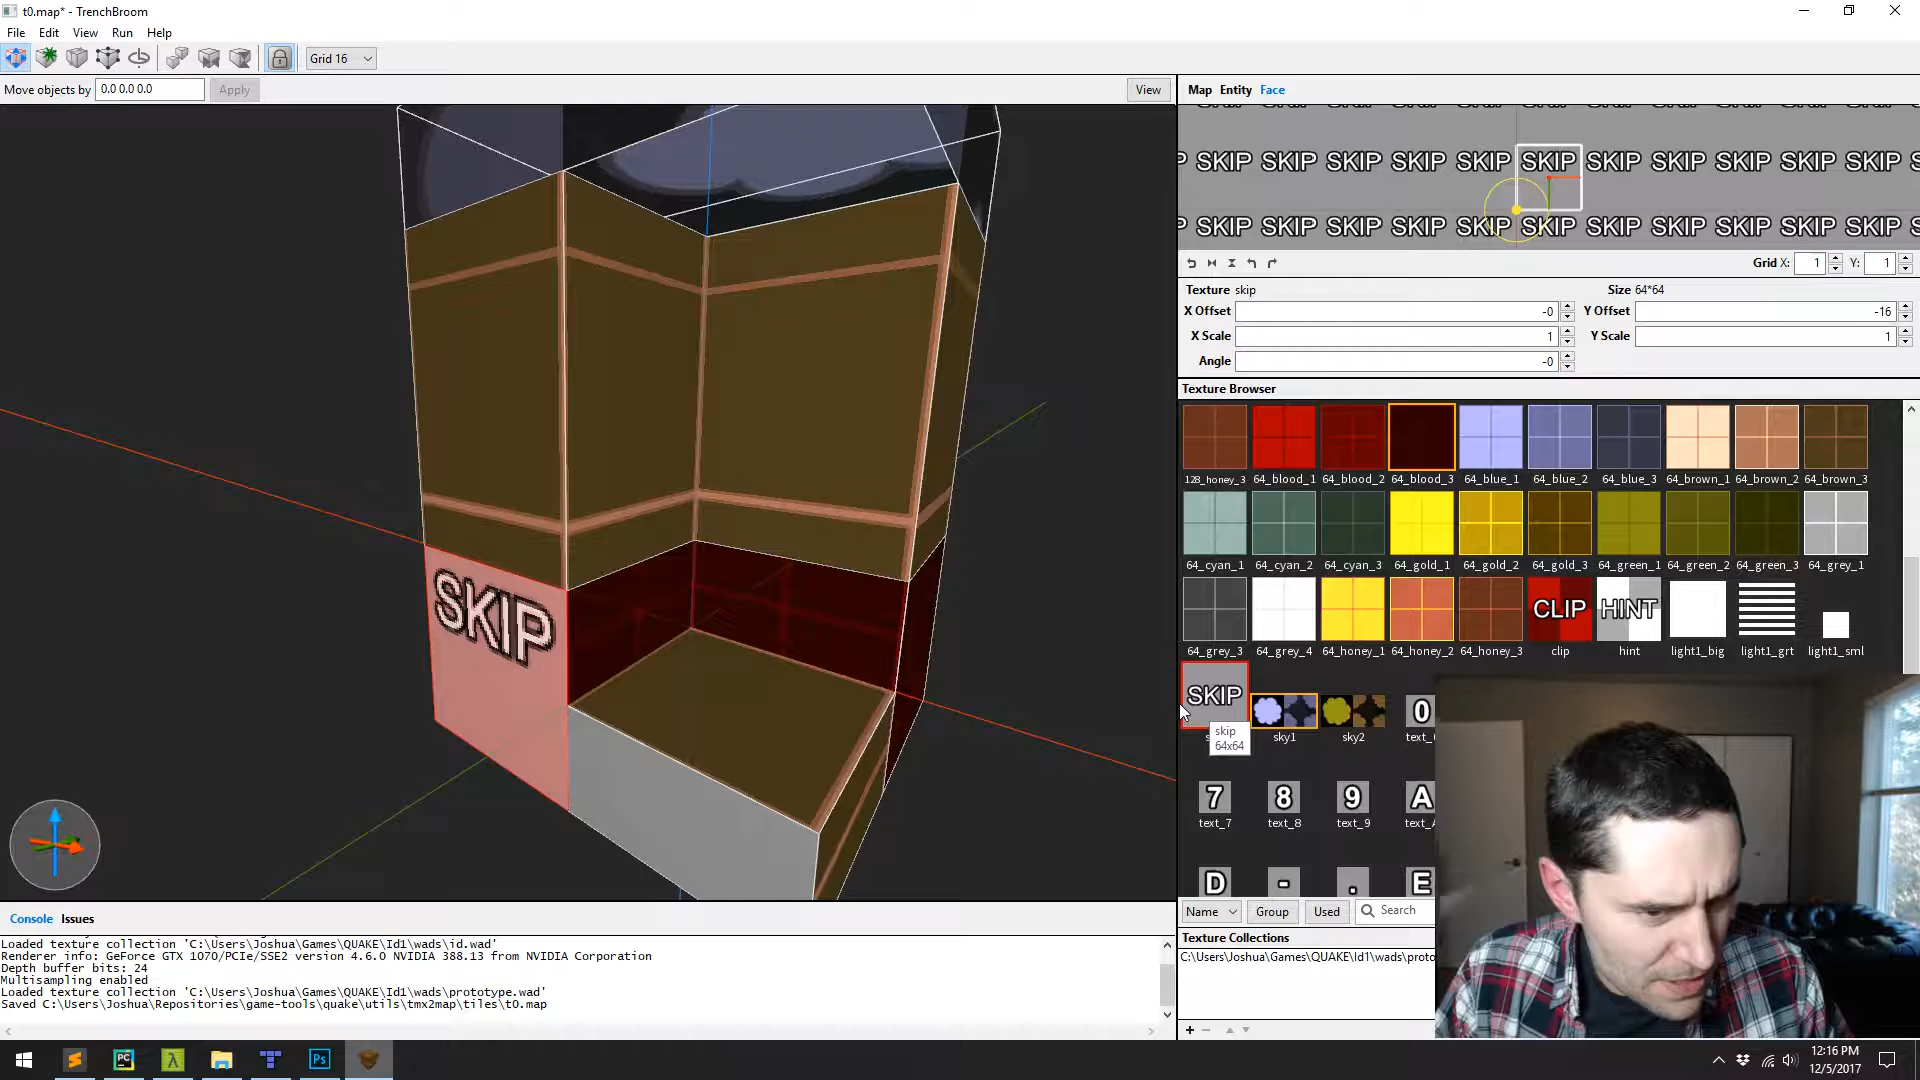 t0.map* - TrenchBroom
File Edit View Run Help
Grid 16
Move objects by 0.0 0.0 0.0 Apply View
Map Entity Face
SKIP SKIP SKIP SKIP SKIP SKIP SKIP SKIP SKIP SKIP SKIP
SKIP SKIP SKIP SKIP SKIP SKIP SKIP SKIP SKIP SKIP SKIP
Grid X: 1 Y: 1
Texture skip Size 64*64
X Offset -0 Y Offset -16
X Scale 1 Y Scale 1
Angle -0
Texture Browser
128_honey_3 64_blood_1 64_blood_2 64_blood_3 64_blue_1 64_blue_2 64_blue_3 64_brown_1 64_brown_2 64_brown_3
64_cyan_1 64_cyan_2 64_cyan_3 64_gold_1 64_gold_2 64_gold_3 64_green_1 64_green_2 64_green_3 64_grey_1
CLIP HINT
64_grey_3 64_grey_4 64_honey_1 64_honey_2 64_honey_3 clip hint light1_big light1_grt light1_sml
SKIP
SKIP 0
skip
64x64
sky1 sky2
7 8 9 A
text_7 text_8 text_9
D - . E
Name Group Used Search
Texture Collections
C:\Users\Joshua\Games\QUAKE\Id1\wads\proto
Console Issues
Loaded texture collection 'C:\Users\Joshua\Games\QUAKE\Id1\wads\id.wad'
Renderer info: GeForce GTX 1070/PCIe/SSE2 version 4.6.0 NVIDIA 388.13 from NVIDIA Corporation
Depth buffer bits: 24
Multisampling enabled
Loaded texture collection 'C:\Users\Joshua\Games\QUAKE\Id1\wads\prototype.wad'
Saved C:\Users\Joshua\Repositories\game-tools\quake\utils\tmx2map\tiles\t0.map
PC Ps
12:16 PM
12/5/2017